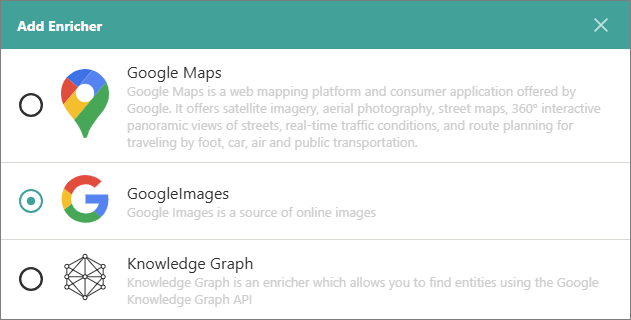 Add Enricher
Google Maps
Google Maps is a web mapping platform and consumer application offered by
Google. It offers satellite imagery, aerial photography, street maps, 360° interactive
panoramic views of streets, real-time traffic conditions, and route planning for
traveling by foot, car, air and public transportation.
GoogleImages
Google Images is a source of online images
Knowledge Graph
Knowledge Graph is an enricher which allows you to find entities using the Google
Knowledge Graph API